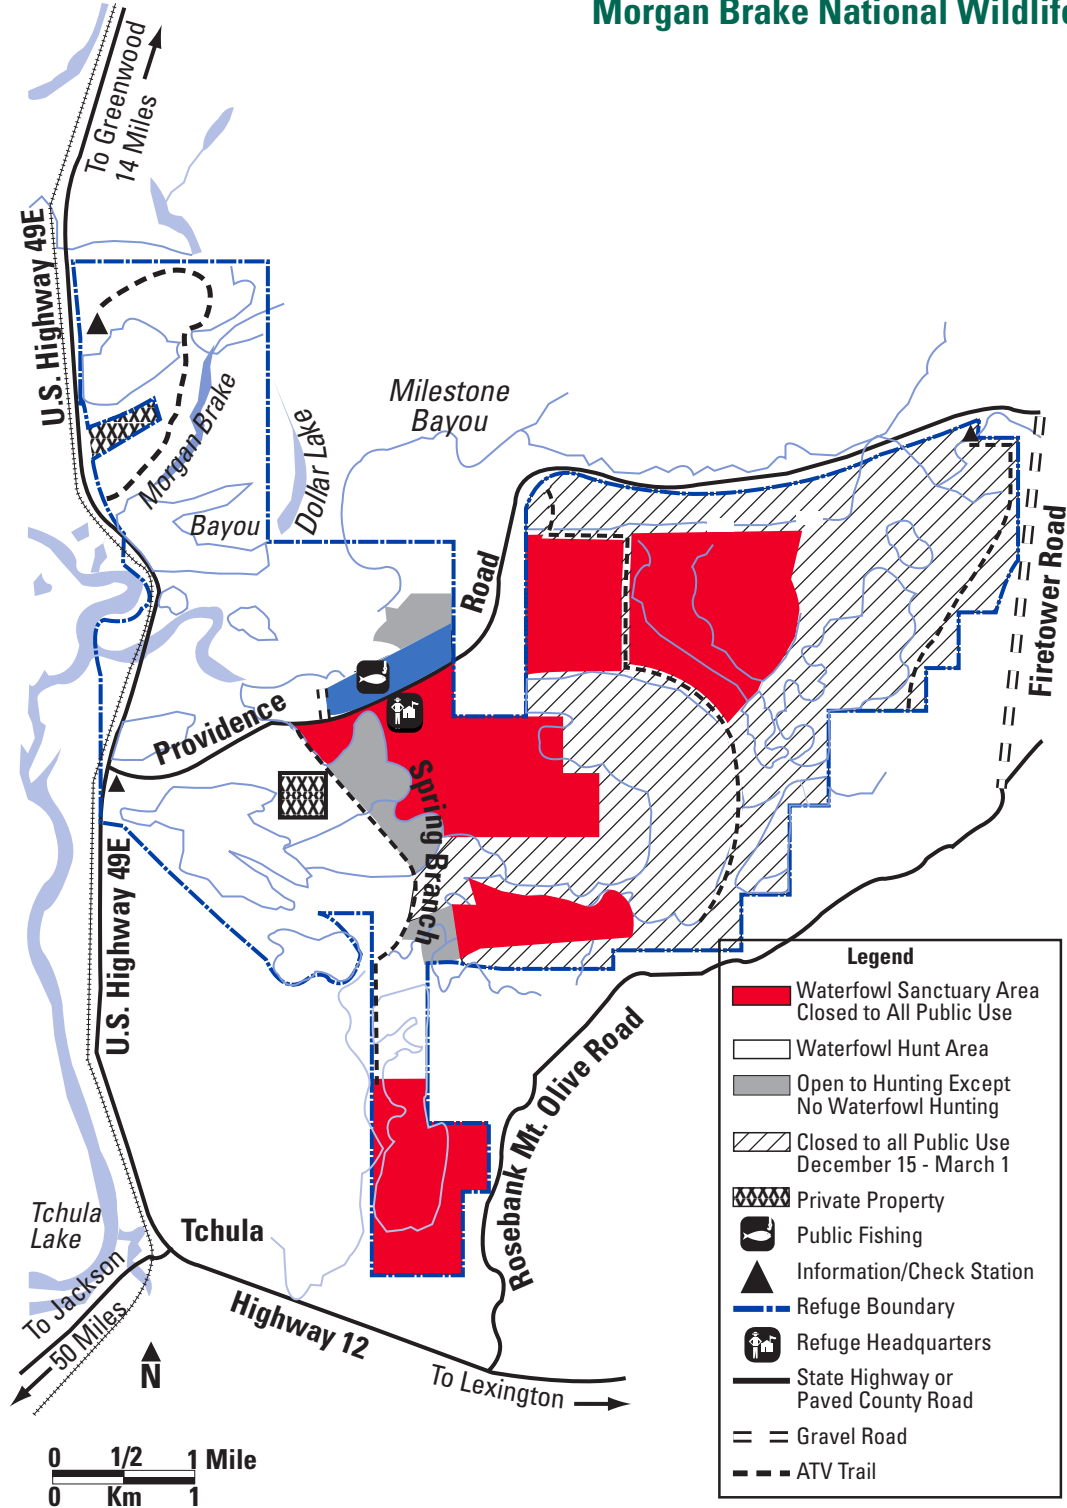 Morgan Brake National Wildlife
To Greenwood
14 Miles
U.S. Highway 49E
Morgan Brake
Dollar Lake
Milestone
Bayou
Bayou
Road
Providence
Firetower Road
Spring Branch
U.S. Highway 49E
Rosebank Mt. Olive Road
Tchula
Lake
Tchula
To Jackson
50 Miles
Highway 12
To Lexington
N
0 1/2 1 Mile
0 Km 1
Legend
Waterfowl Sanctuary Area
Closed to All Public Use
Waterfowl Hunt Area
Open to Hunting Except
No Waterfowl Hunting
Closed to all Public Use
December 15 - March 1
Private Property
Public Fishing
Information/Check Station
Refuge Boundary
Refuge Headquarters
State Highway or
Paved County Road
Gravel Road
ATV Trail